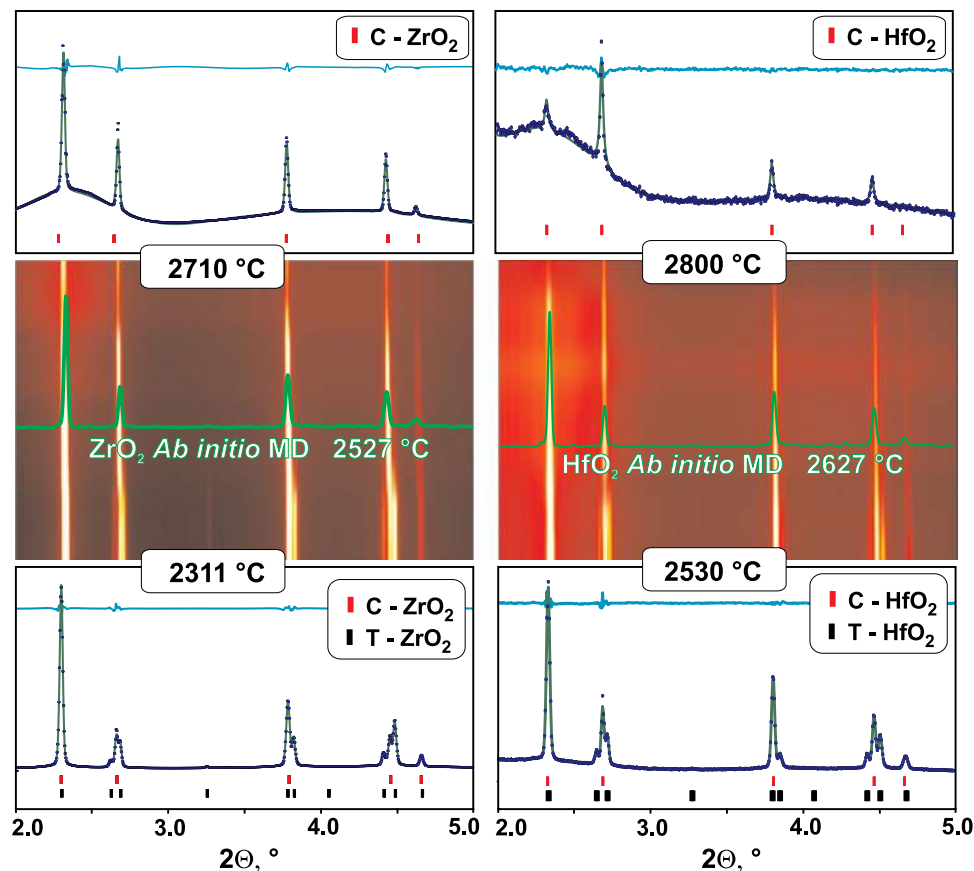 C - ZrO₂
C - HfO₂
2710 °C
2800 °C
ZrO₂ Ab initio MD 2527 °C
HfO₂ Ab initio MD 2627 °C
2311 °C
2530 °C
C - ZrO₂
T - ZrO₂
C - HfO₂
T - HfO₂
2.0 3.0 4.0 5.0
2.0 3.0 4.0 5.0
2Θ, °
2Θ, °